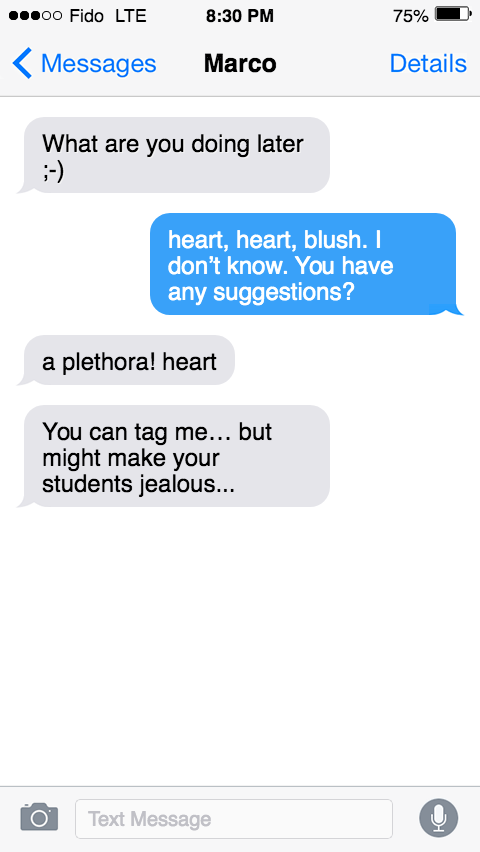 Fido LTE 8:30 PM 75%
Messages Marco Details
What are you doing later
;-)
heart, heart, blush. I
don’t know. You have
any suggestions?
a plethora! heart
You can tag me… but
might make your
students jealous...
Text Message